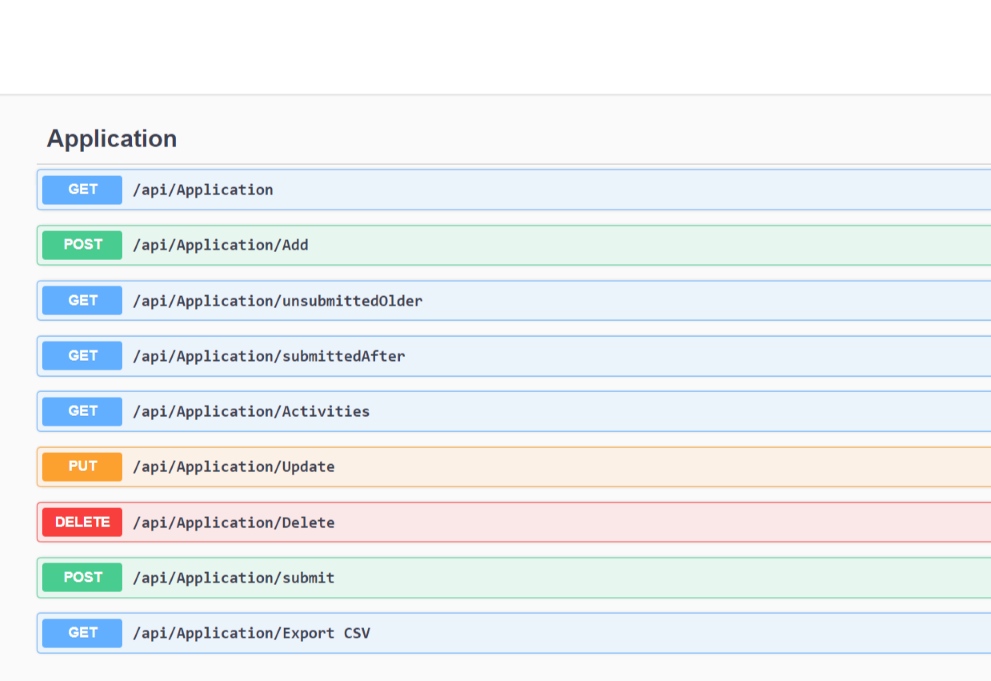 Application
GET /api/Application
POST /api/Application/Add
GET /api/Application/unsubmittedOlder
GET /api/Application/submittedAfter
GET /api/Application/Activities
PUT /api/Application/Update
DELETE /api/Application/Delete
POST /api/Application/submit
GET /api/Application/Export CSV